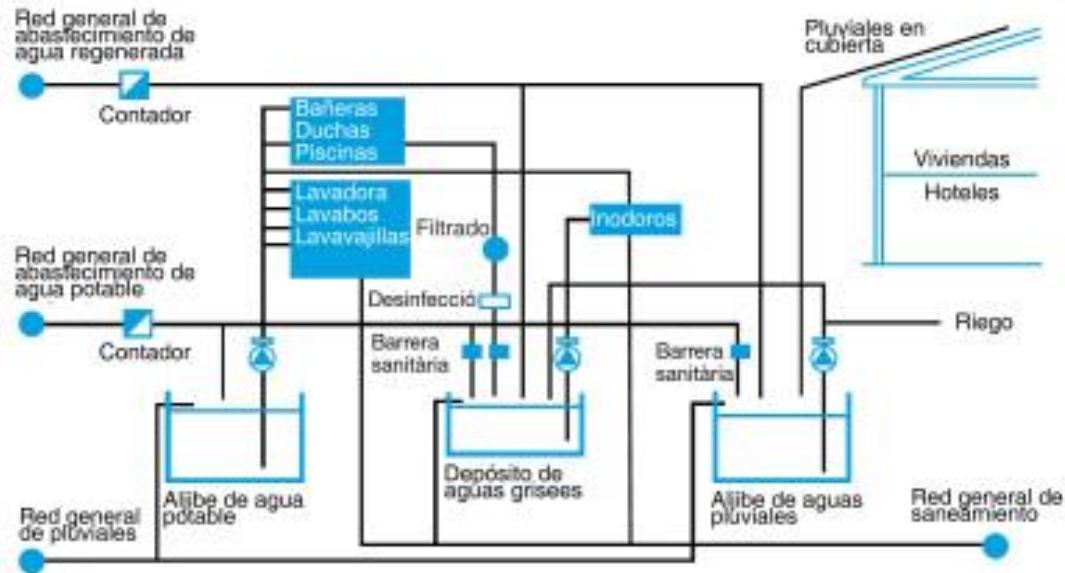 Red general de
abastecimiento de
agua regenerada
Contador
Bañeras
Duchas
Piscinas
Lavadora
Lavabos
Lavavajillas
Filtrado
Inodoros
Pluviales en
cubierta
Viviendas
Hoteles
Red general de
abastecimiento de
agua potable
Contador
Desinfecció
Barrera
sanitària
Barrera
sanitària
Riego
Aljibe de agua
potable
Depósito de
aguas grisees
Aljibe de aguas
pluviales
Red general
de pluviales
Red general de
saneamiento